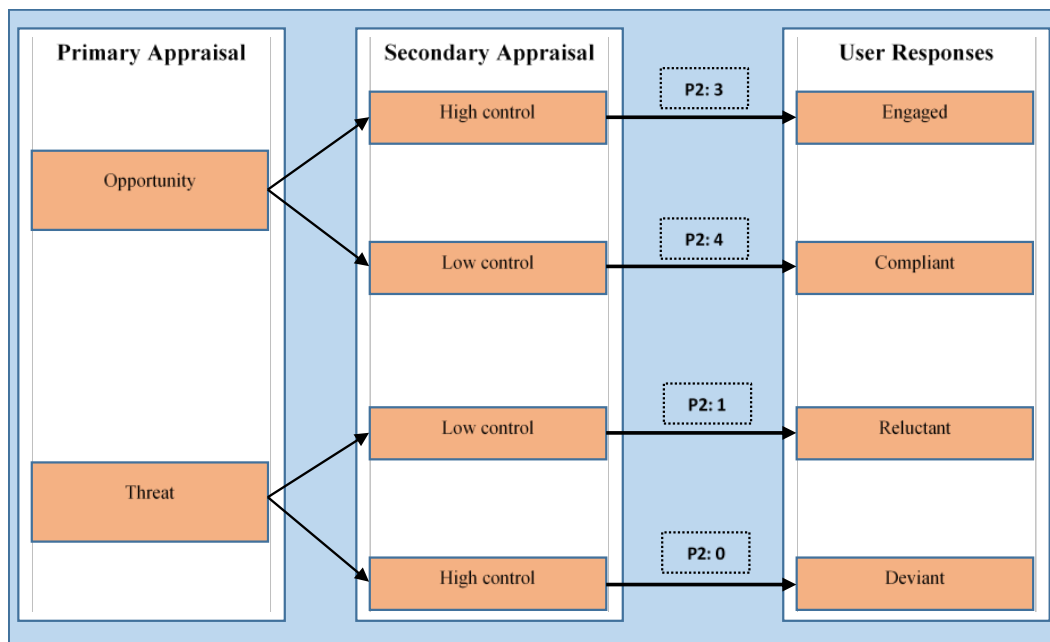 Primary Appraisal
Secondary Appraisal
User Responses
P2: 3
High control
Engaged
Opportunity
P2: 4
Low control
Compliant
P2: 1
Low control
Reluctant
Threat
P2: 0
High control
Deviant